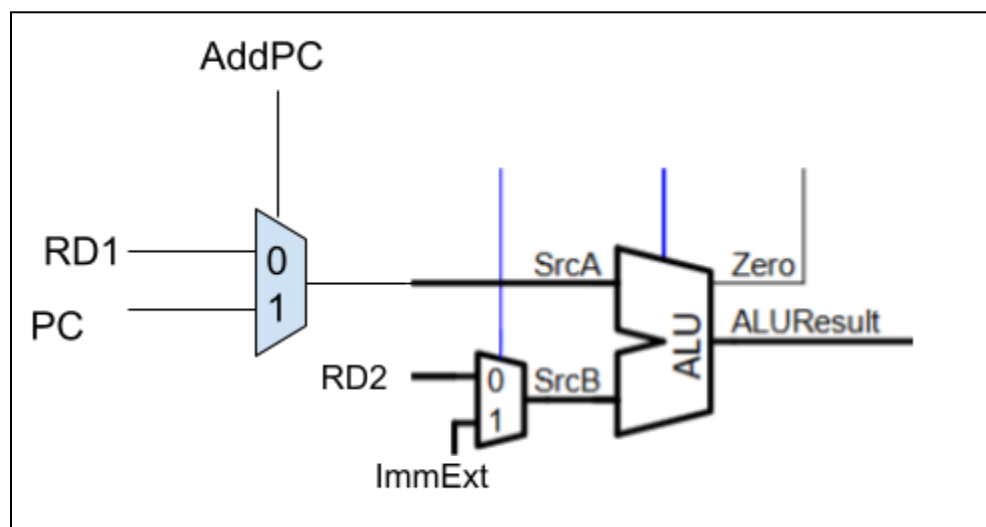 AddPC
RD1
0
1
PC
SrcA
Zero
ALU
ALUResult
RD2
0
1
SrcB
ImmExt